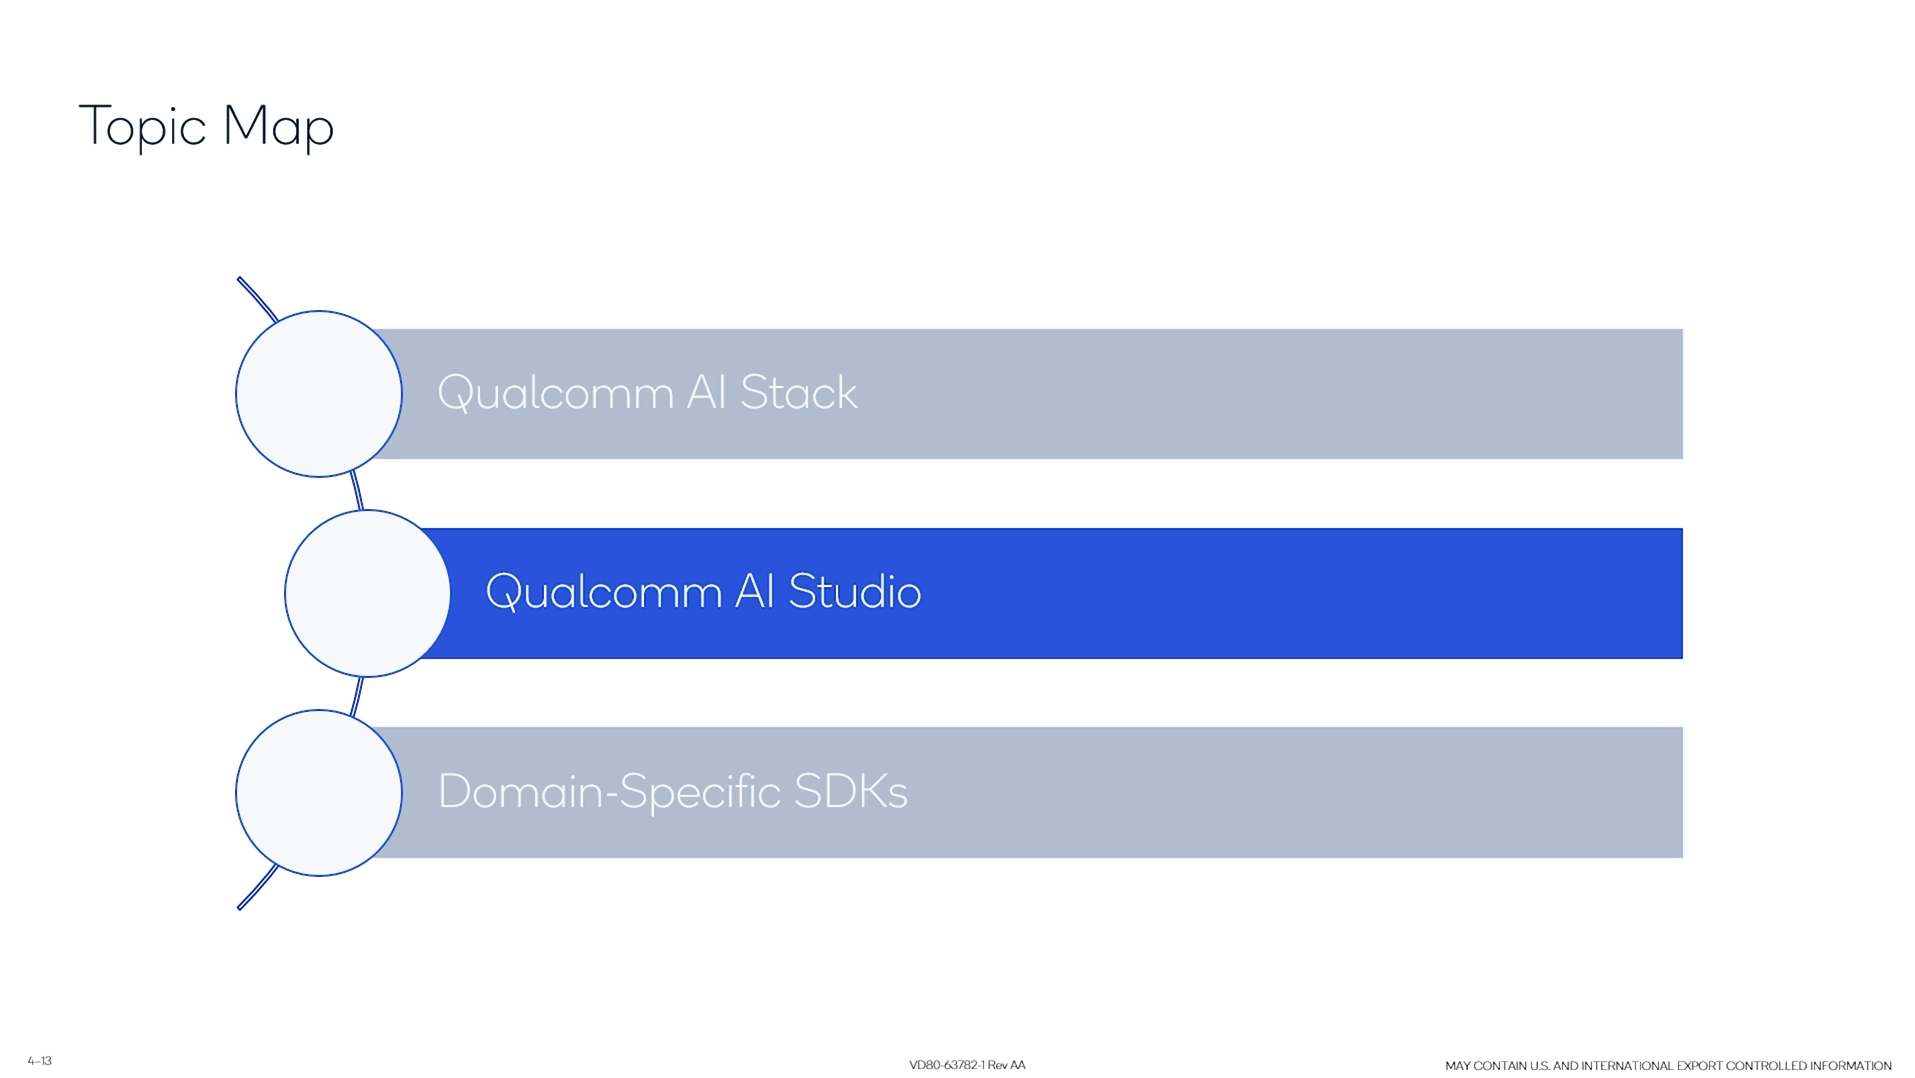 Topic Map
Qualcomm AI Stack
Qualcomm AI Studio
Domain-Specific SDKs
4–13
VD80-63782-1 Rev AA
MAY CONTAIN U.S. AND INTERNATIONAL EXPORT CONTROLLED INFORMATION